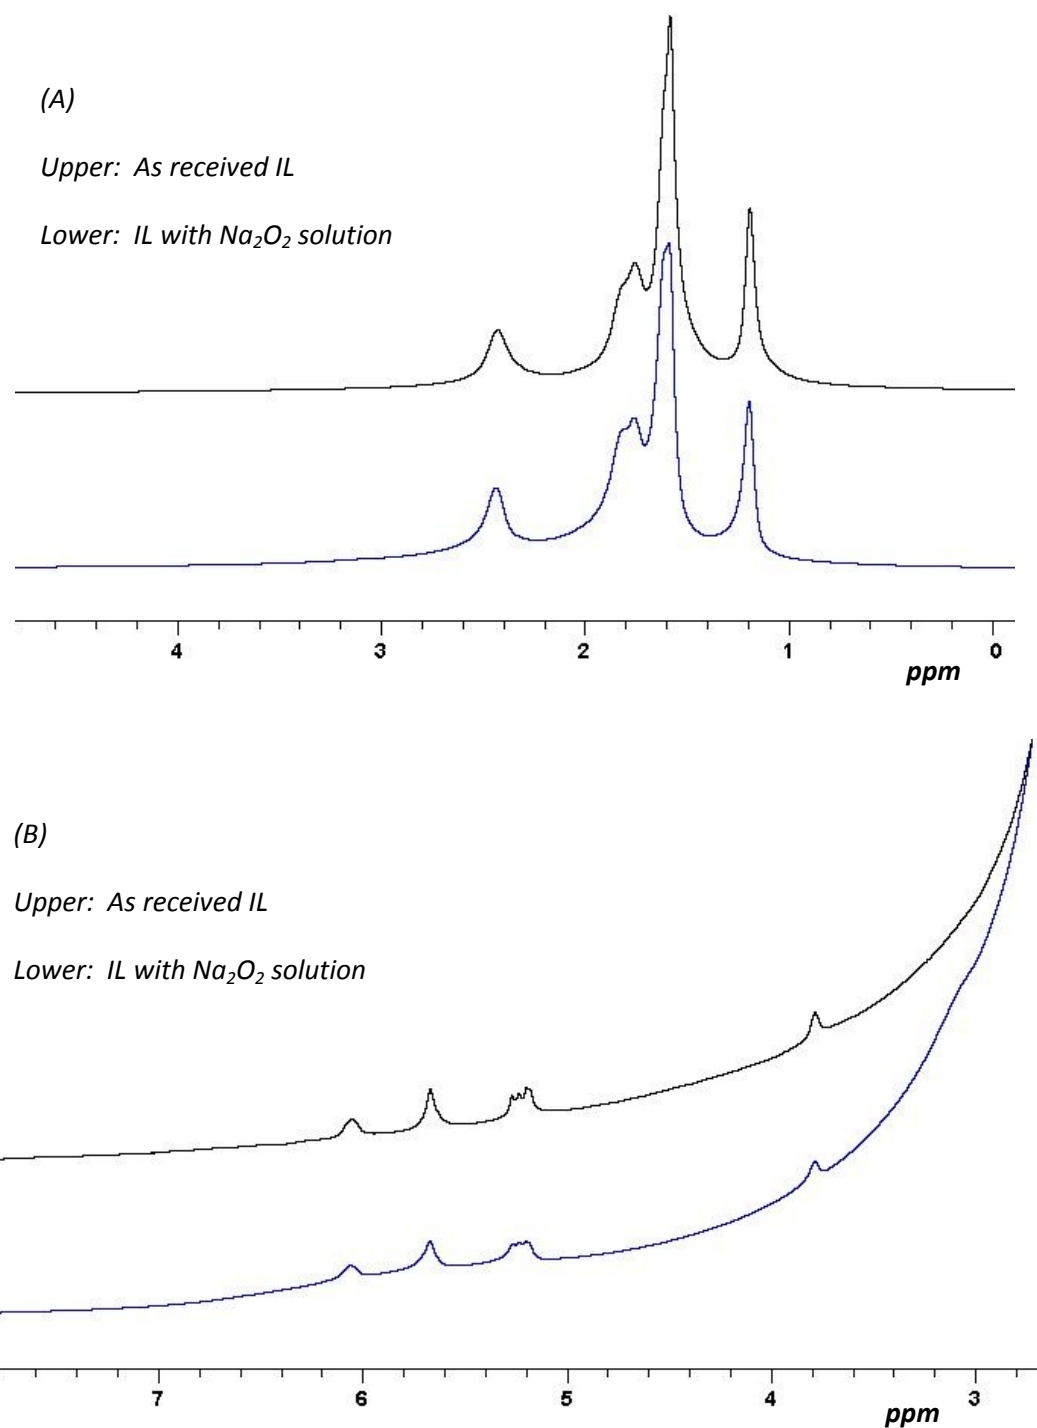 (A)
Upper: As received IL
Lower: IL with Na₂O₂ solution
4 3 2 1 0
ppm
(B)
Upper: As received IL
Lower: IL with Na₂O₂ solution
7 6 5 4 3
ppm